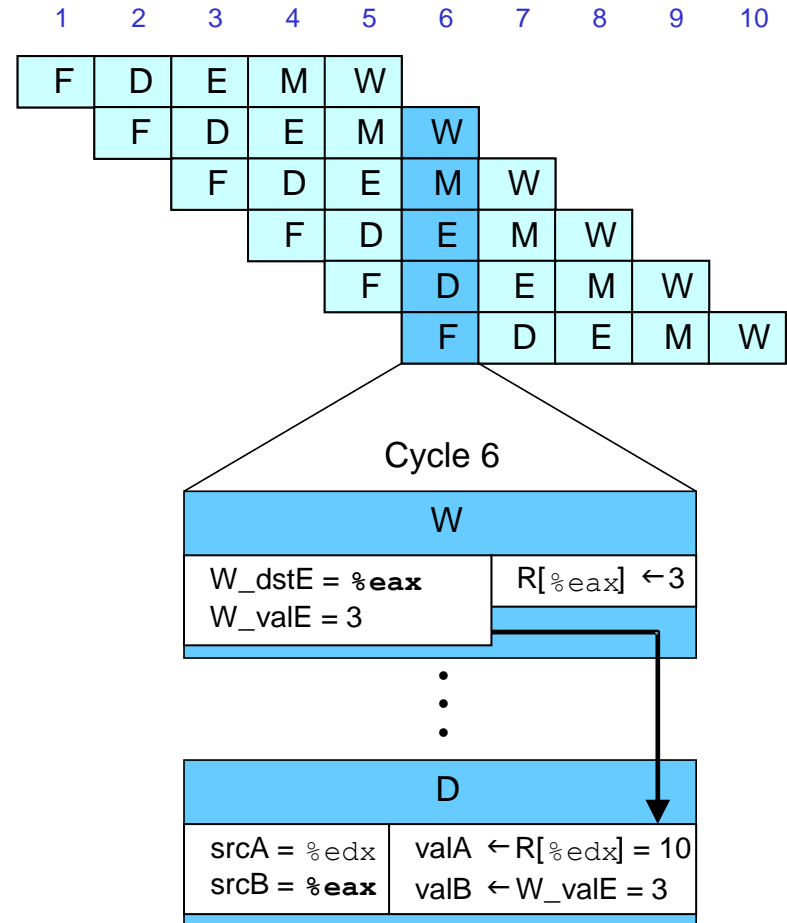 1 2 3 4 5 6 7 8 9 10
F D E M W
F D E M W
F D E M W
F D E M W
F D E M W
F D E M W
Cycle 6
W
W_dstE = %eax R[%eax] ←3
W_valE = 3
D
srcA = %edx valA ←R[%edx] = 10
srcB = %eax valB ←W_valE = 3